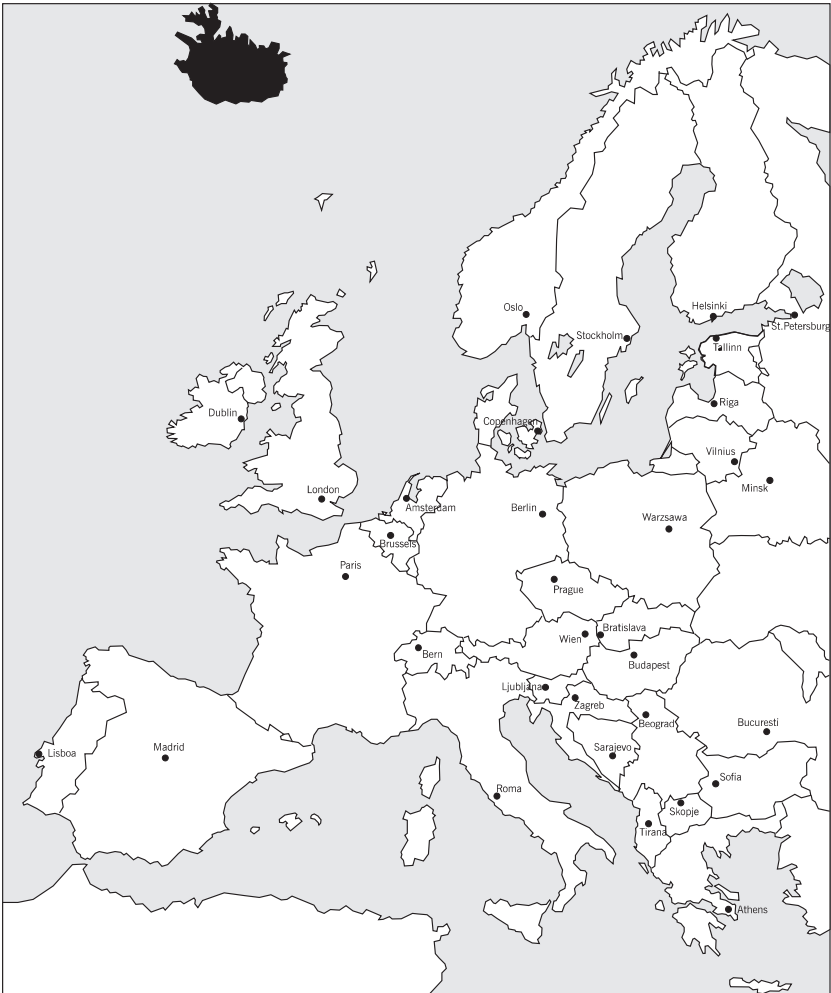 Oslo
Helsinki
St.Petersburg
Stockholm
Tallinn
Riga
Copenhagen
Dublin
Vilnius
Minsk
London
Amsterdam
Berlin
Warzsawa
Brussels
Paris
Prague
Wien
Bratislava
Bern
Budapest
Ljubljana
Zagreb
Beograd
Bucuresti
Lisboa
Madrid
Sarajevo
Roma
Sofia
Skopje
Tirana
Athens